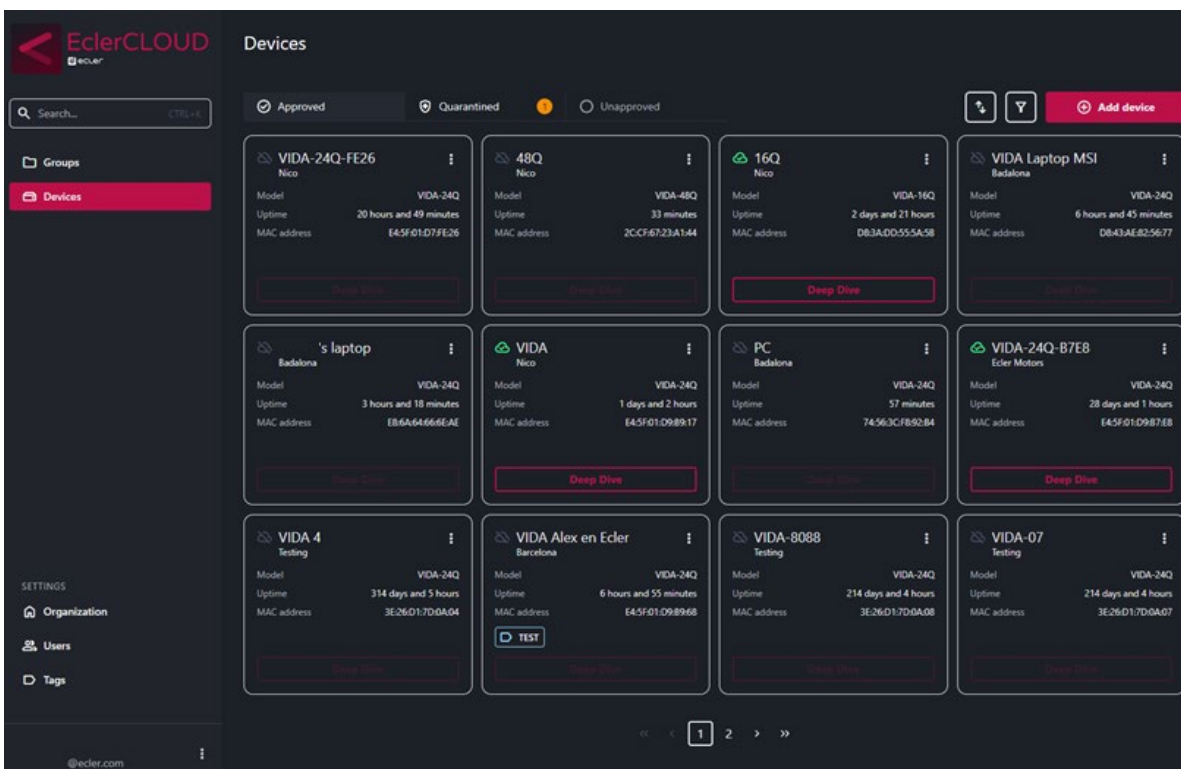 EclerCLOUD
ecler
Devices
Search... CTRL+K
Approved Quarantined 1 Unapproved Add device
Groups
Devices
VIDA-24Q-FE26
Nico
Model VIDA-24Q
Uptime 20 hours and 49 minutes
MAC address E4:5F:01:D7:FE:26
Deep Dive
48Q
Nico
Model VIDA-48Q
Uptime 33 minutes
MAC address 2C:CF:67:23:A1:44
Deep Dive
16Q
Nico
Model VIDA-16Q
Uptime 2 days and 21 hours
MAC address D8:3A:DD:55:5A:58
Deep Dive
VIDA Laptop MSI
Badalona
Model VIDA-24Q
Uptime 6 hours and 45 minutes
MAC address D8:43:AE:82:56:77
Deep Dive
's laptop
Badalona
Model VIDA-24Q
Uptime 3 hours and 18 minutes
MAC address E8:6A:64:66:6E:AE
Deep Dive
VIDA
Nico
Model VIDA-24Q
Uptime 1 days and 2 hours
MAC address E4:5F:01:D9:89:17
Deep Dive
PC
Badalona
Model VIDA-24Q
Uptime 57 minutes
MAC address 74:56:3C:FB:92:B4
Deep Dive
VIDA-24Q-B7E8
Ecler Motors
Model VIDA-24Q
Uptime 28 days and 1 hours
MAC address E4:5F:01:D9:87:E8
Deep Dive
VIDA 4
Testing
Model VIDA-24Q
Uptime 314 days and 5 hours
MAC address 3E:26:D1:7D:0A:04
Deep Dive
VIDA Alex en Ecler
Barcelona
Model VIDA-24Q
Uptime 6 hours and 55 minutes
MAC address E4:5F:01:D9:89:68
TEST
Deep Dive
VIDA-8088
Testing
Model VIDA-24Q
Uptime 214 days and 4 hours
MAC address 3E:26:D1:7D:0A:08
Deep Dive
VIDA-07
Testing
Model VIDA-24Q
Uptime 214 days and 4 hours
MAC address 3E:26:D1:7D:0A:07
Deep Dive
SETTINGS
Organization
Users
Tags
@ecler.com
« ‹ 1 2 › »